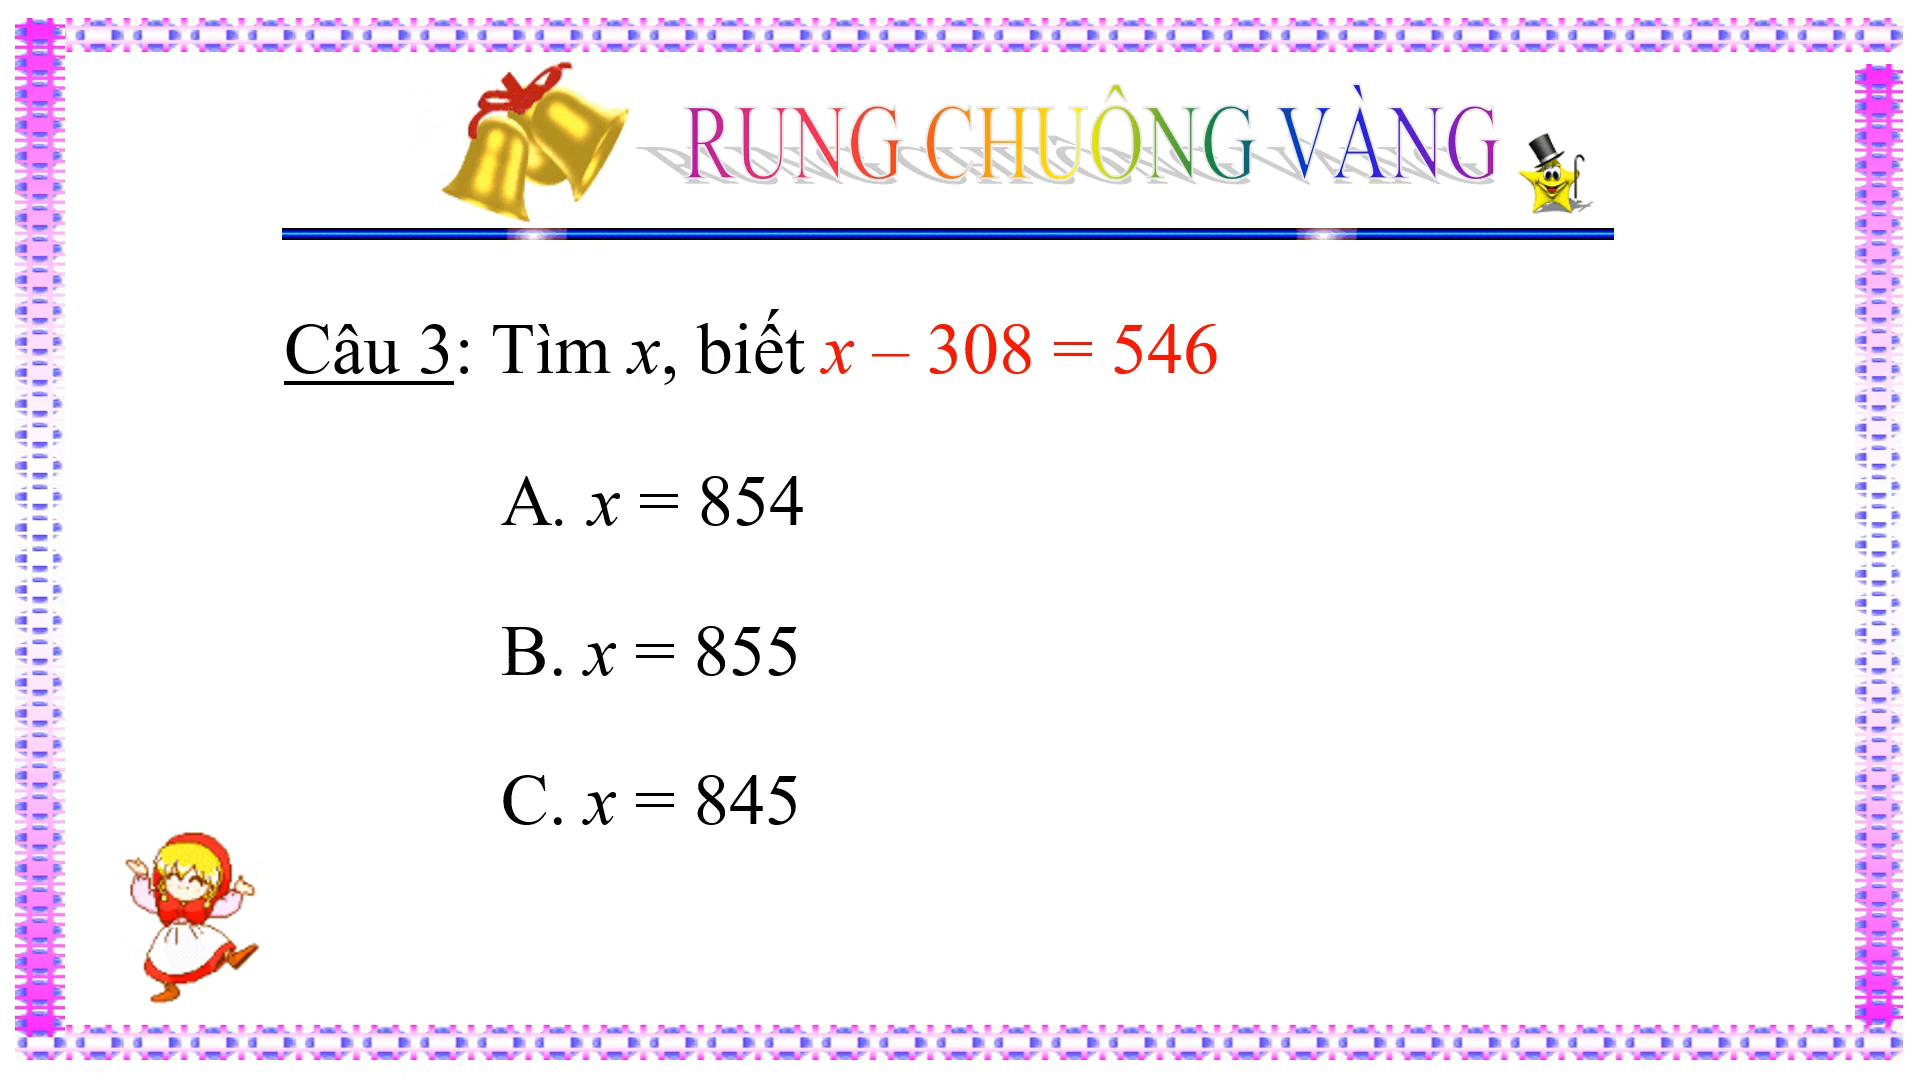 RUNG CHUÔNG VÀNG
Câu 3: Tìm x, biết x – 308 = 546
A. x = 854
B. x = 855
C. x = 845